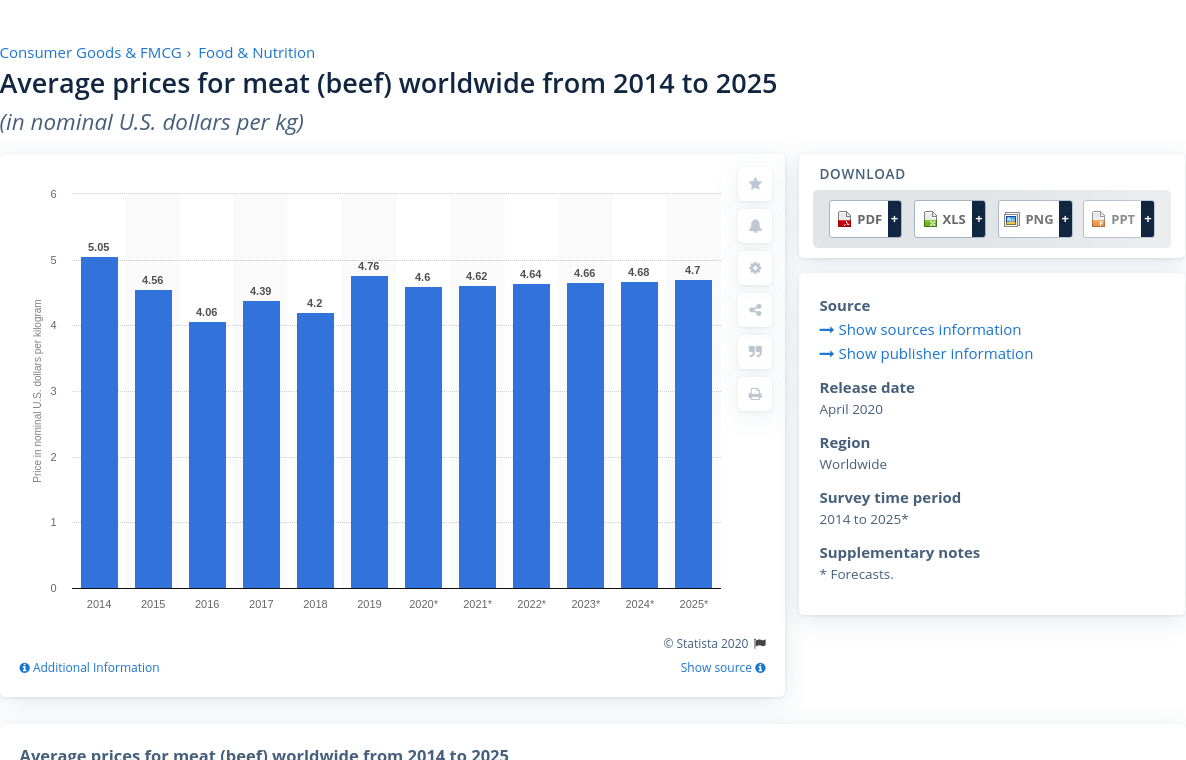 Consumer Goods & FMCG › Food & Nutrition
Average prices for meat (beef) worldwide from 2014 to 2025
(in nominal U.S. dollars per kg)
Price in nominal U.S. dollars per kilogram
6
5
4
3
2
1
0
5.05
4.56
4.06
4.39
4.2
4.76
4.6
4.62
4.64
4.66
4.68
4.7
2014 2015 2016 2017 2018 2019 2020* 2021* 2022* 2023* 2024* 2025*
© Statista 2020
Additional Information
Show source
DOWNLOAD
PDF + XLS + PNG + PPT +
Source
Show sources information
Show publisher information
Release date
April 2020
Region
Worldwide
Survey time period
2014 to 2025*
Supplementary notes
* Forecasts.
Average prices for meat (beef) worldwide from 2014 to 2025